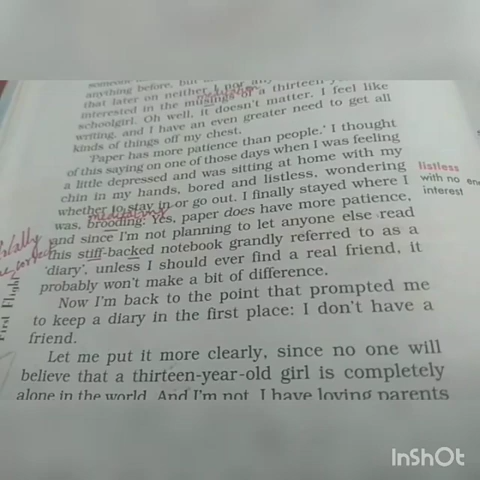 anything before, but
that later on neither I nor any
interested in the musings of a thirteen
schoolgirl. Oh well, it doesn't matter. I feel like
writing, and I have an even greater need to get all
kinds of things off my chest.
'Paper has more patience than people.' I thought
of this saying on one of those days when I was feeling
a little depressed and was sitting at home with my
chin in my hands, bored and listless, wondering
whether to stay in or go out. I finally stayed where I
was, brooding: Yes, paper does have more patience,
and since I'm not planning to let anyone else read
this stiff-backed notebook grandly referred to as a
'diary', unless I should ever find a real friend, it
probably won't make a bit of difference.
Now I'm back to the point that prompted me
to keep a diary in the first place: I don't have a
friend.
Let me put it more clearly, since no one will
believe that a thirteen-year-old girl is completely
alone in the world. And I'm not. I have loving parents
listless
with no
interest
First Flight
InShOt